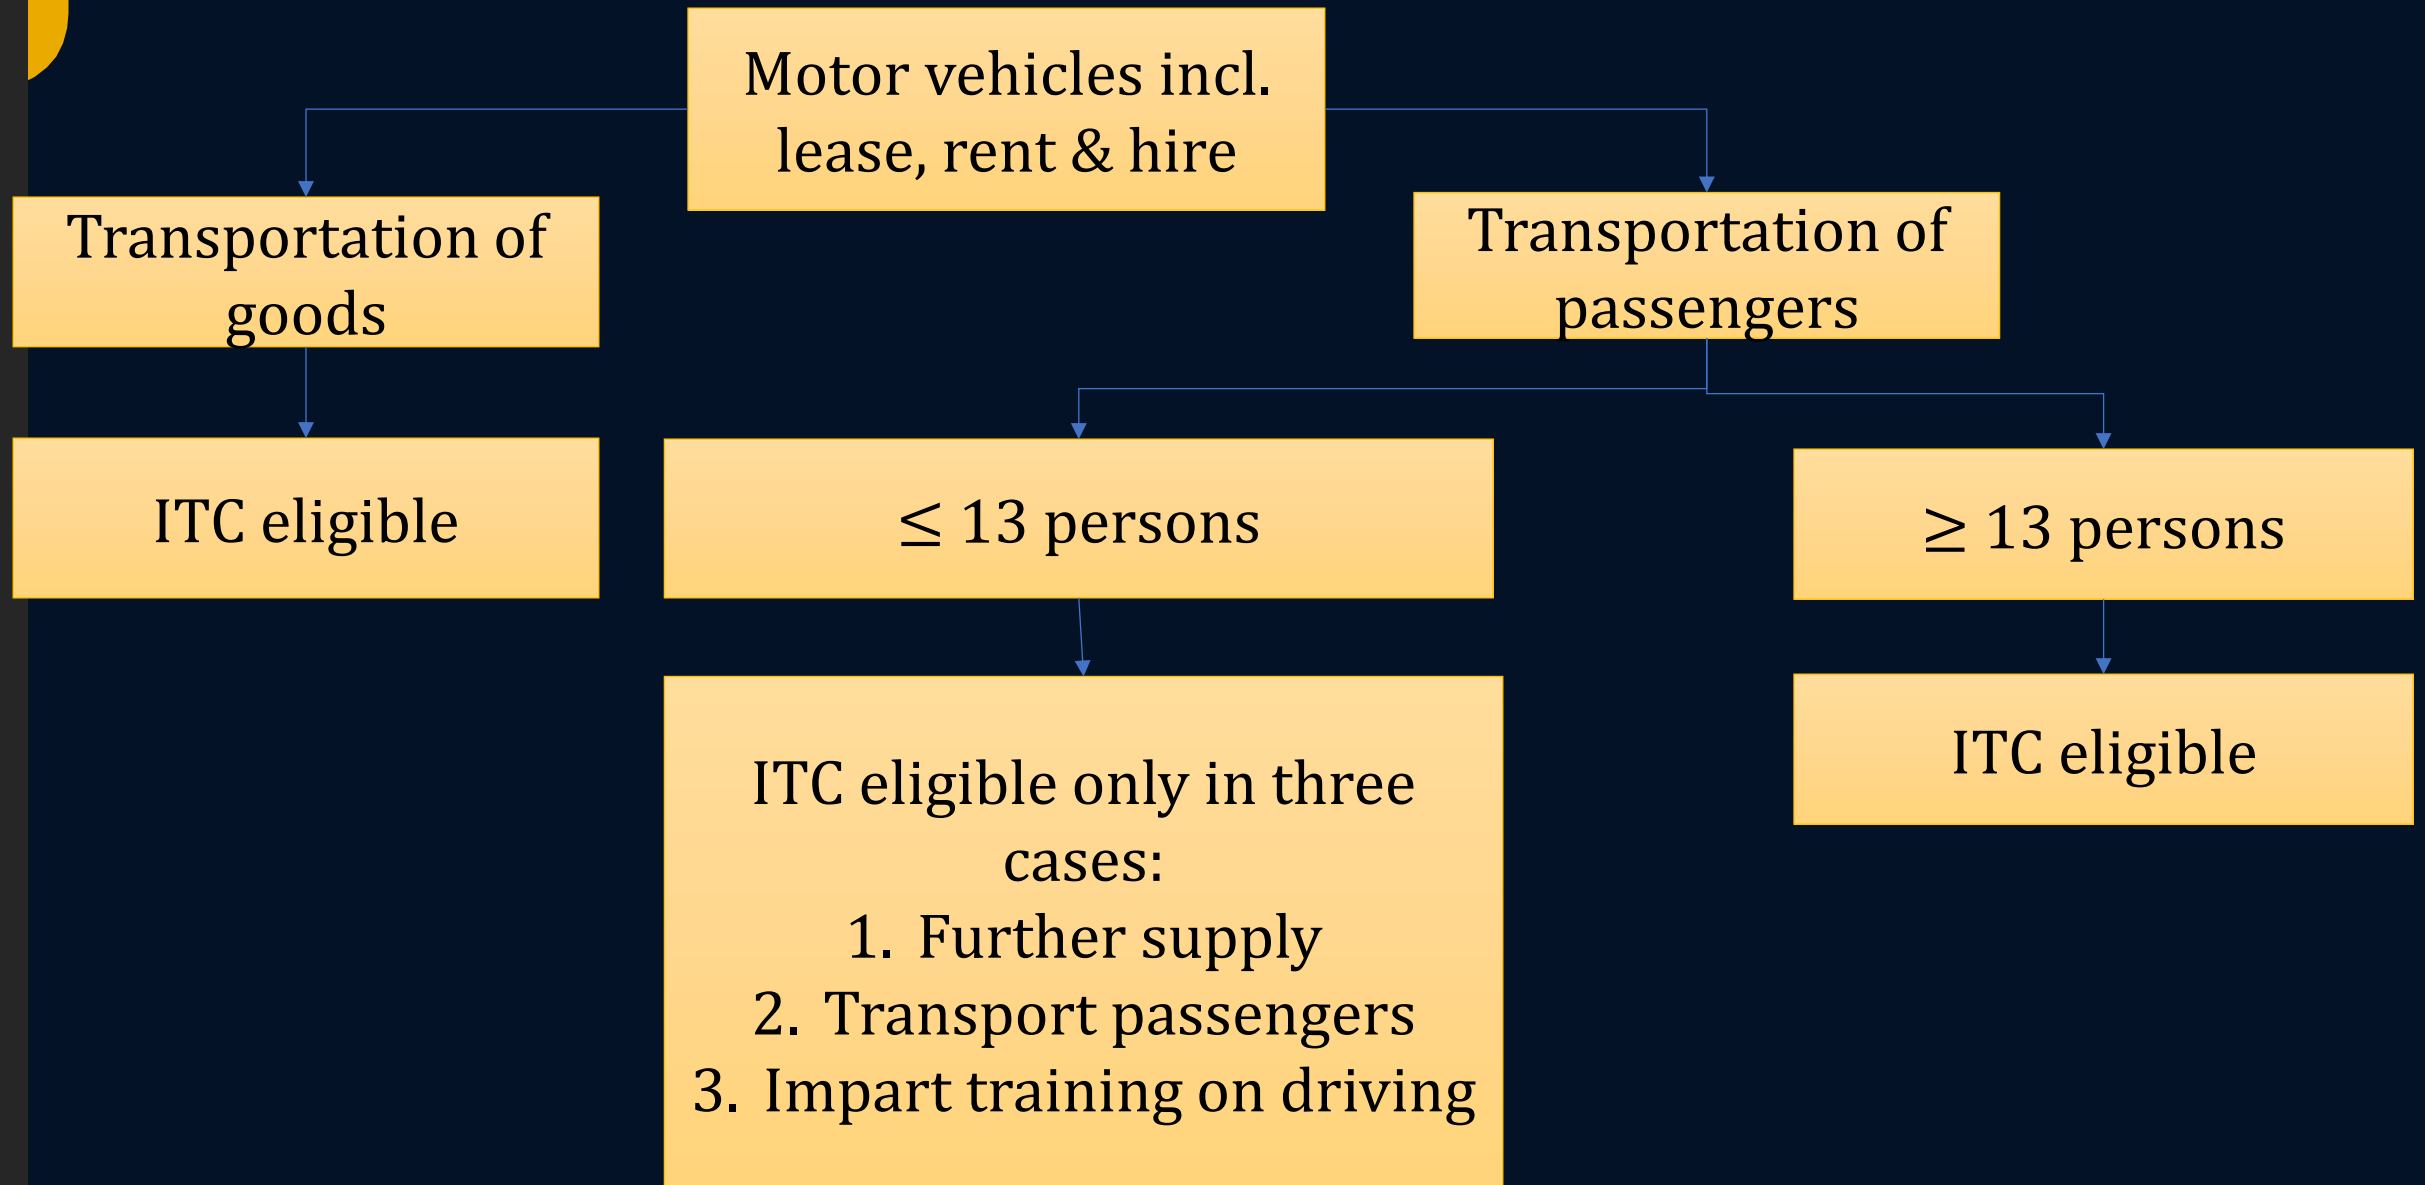 Motor vehicles incl.
lease, rent & hire
Transportation of
goods
Transportation of
passengers
ITC eligible
≤ 13 persons
≥ 13 persons
ITC eligible only in three
cases:
1. Further supply
2. Transport passengers
3. Impart training on driving
ITC eligible